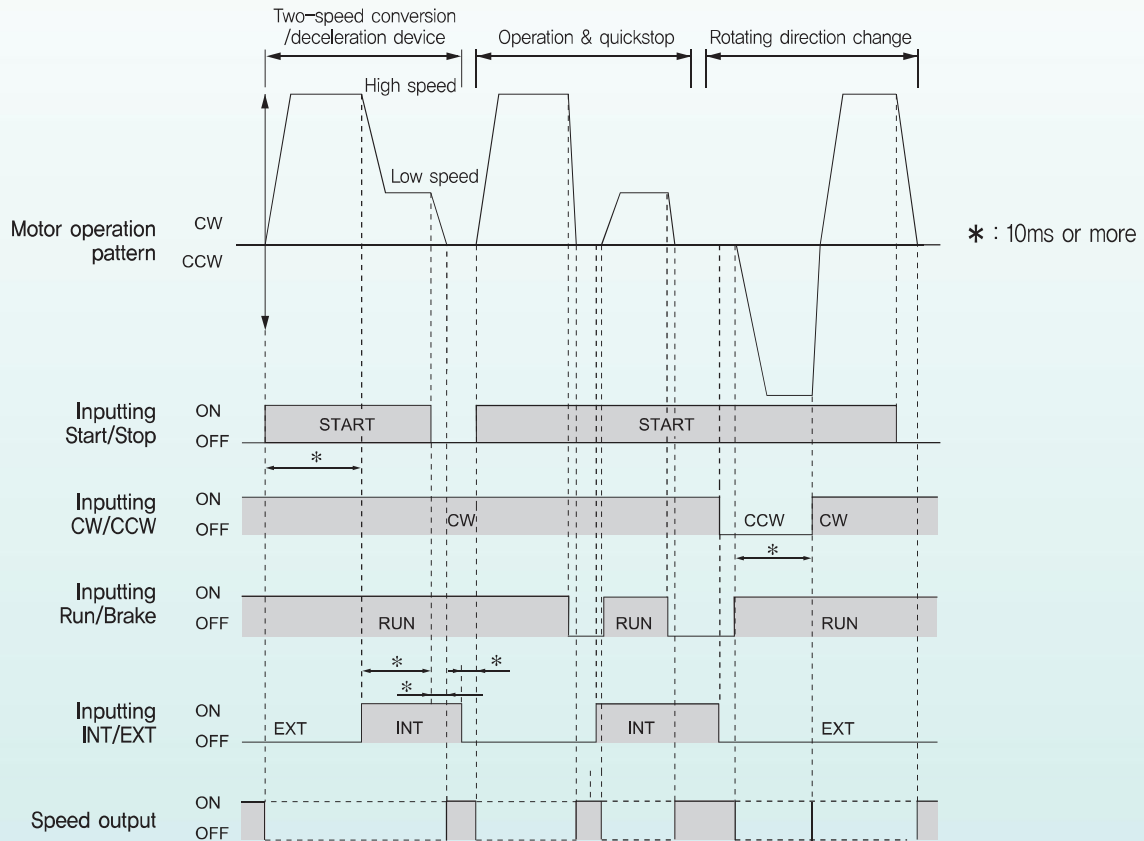 Two-speed conversion
/deceleration device
Operation & quickstop
Rotating direction change
High speed
Low speed
Motor operation
pattern
CW
CCW
* : 10ms or more
Inputting
Start/Stop
ON
OFF
START
START
*
Inputting
CW/CCW
ON
OFF
CW
CCW
CW
*
Inputting
Run/Brake
ON
OFF
RUN
RUN
RUN
*
*
*
Inputting
INT/EXT
ON
OFF
EXT
INT
INT
EXT
Speed output
ON
OFF